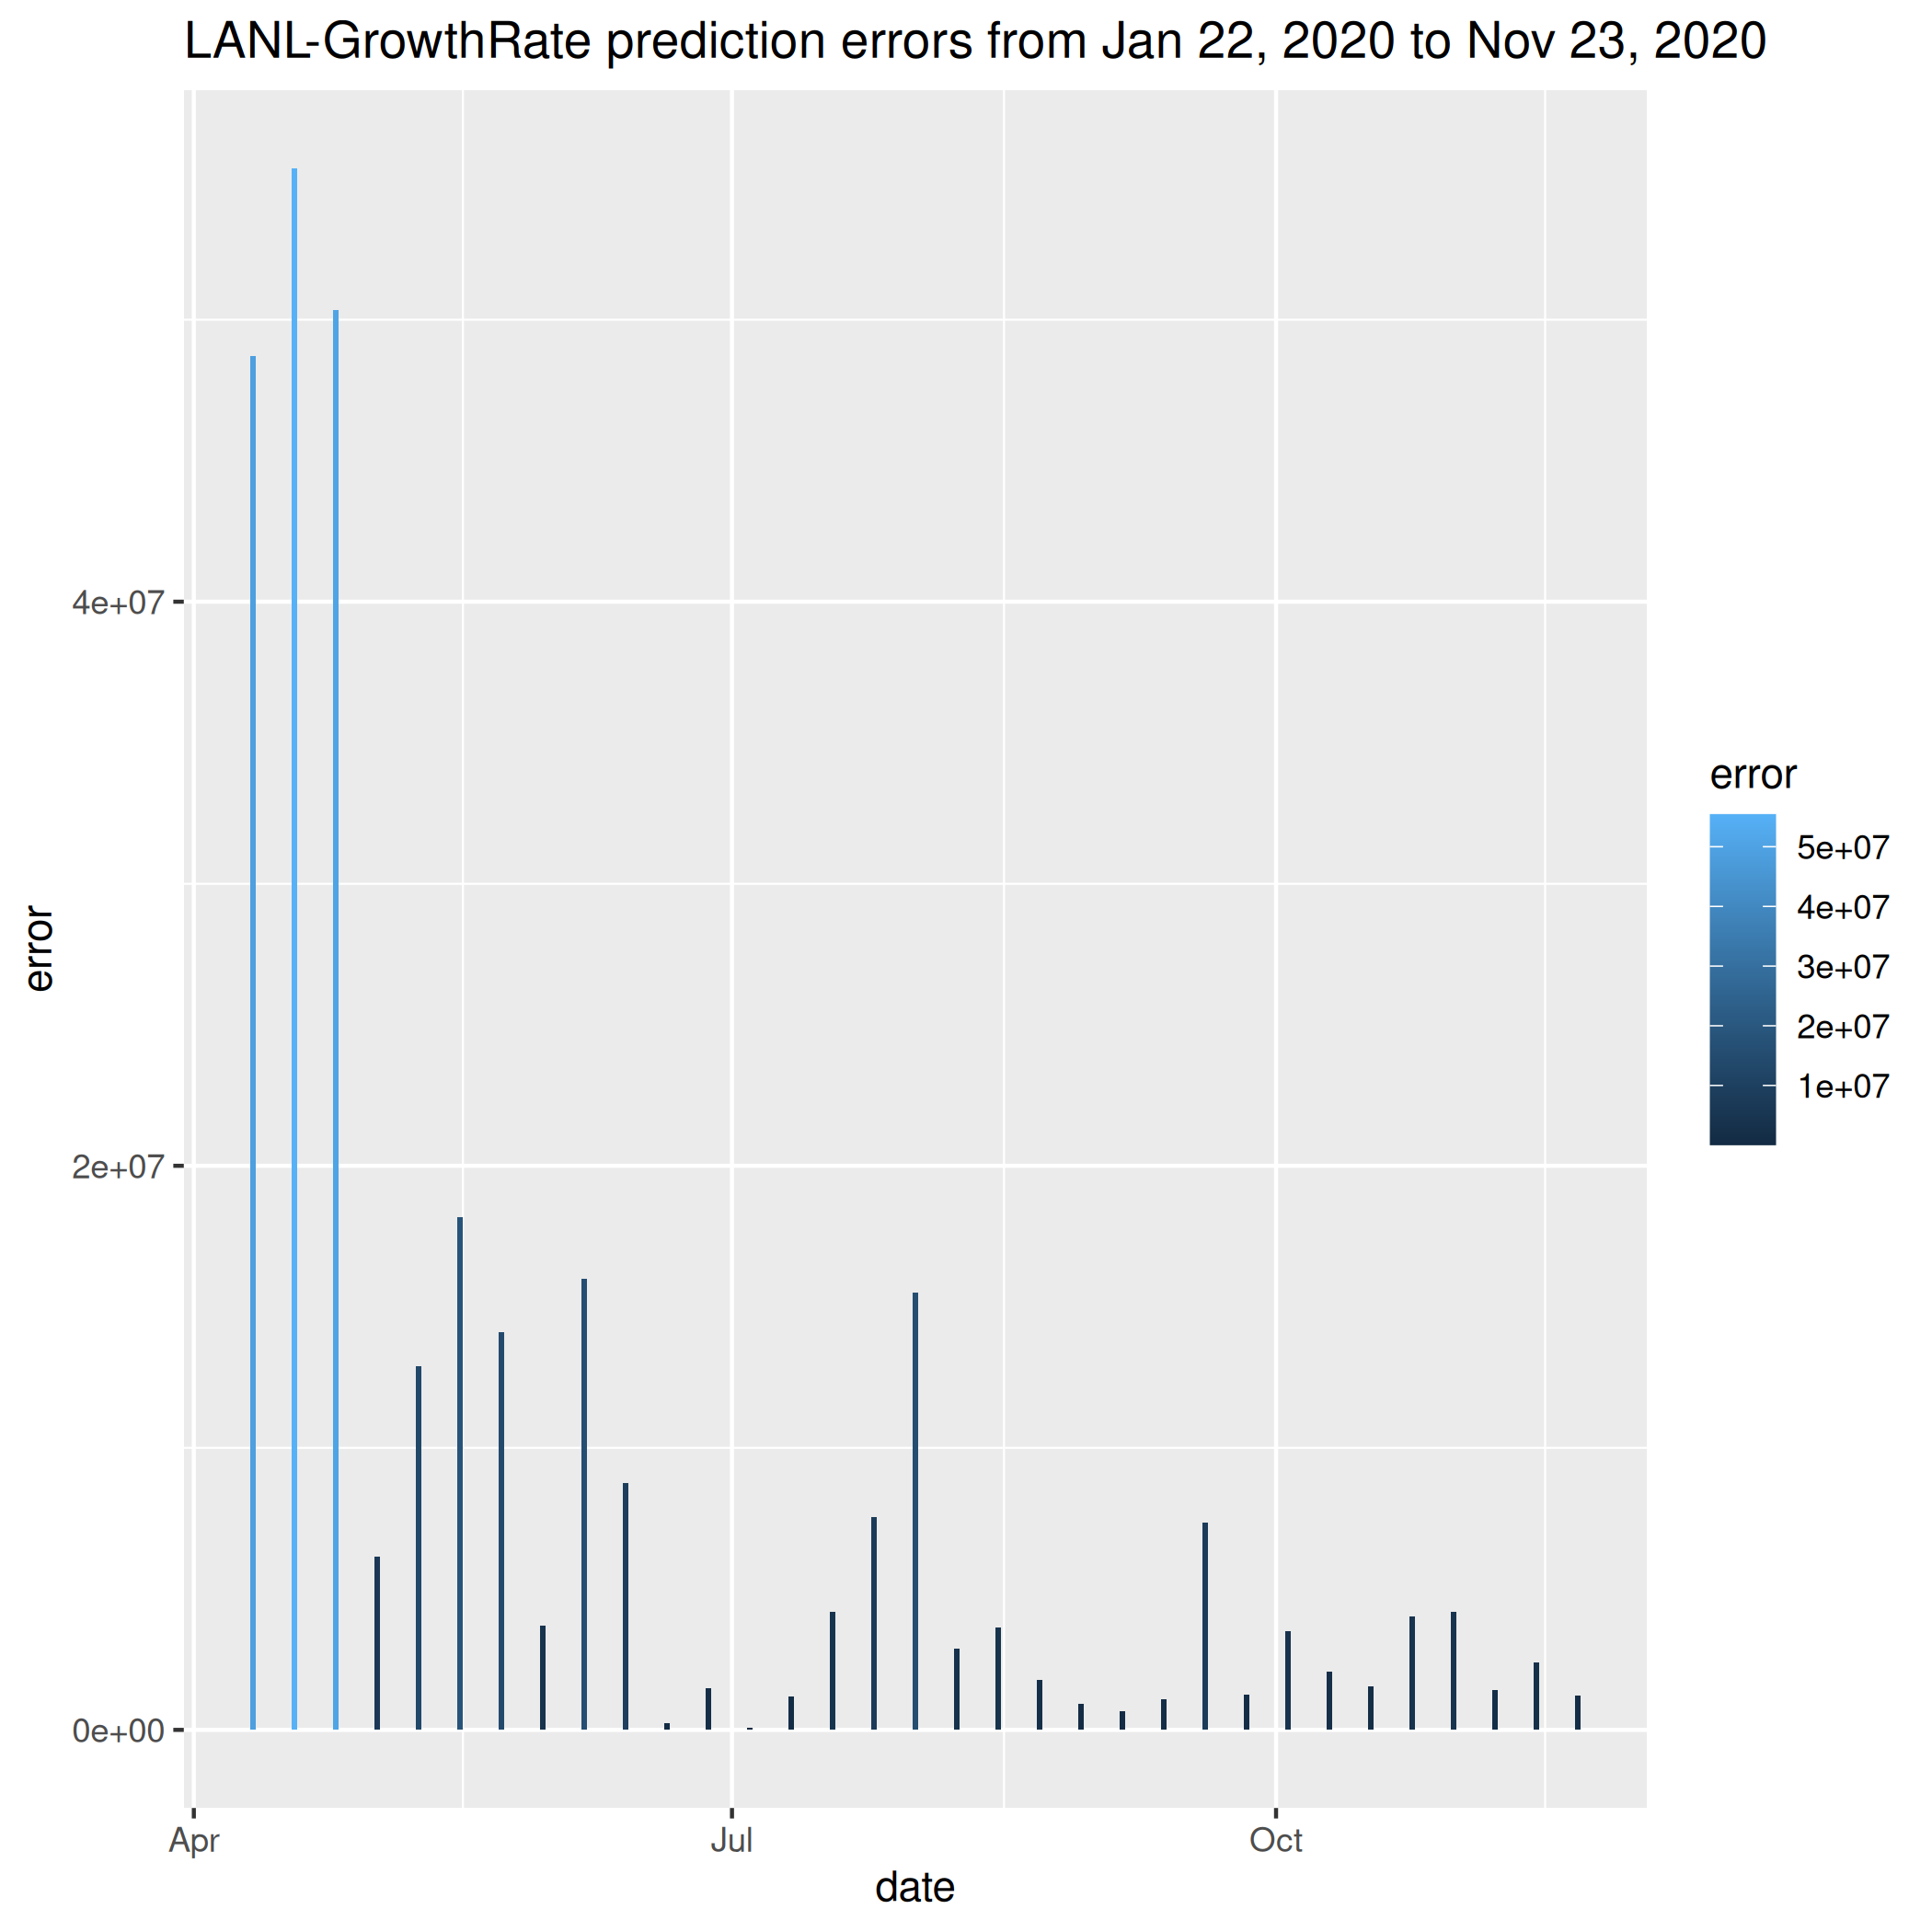 LANL-GrowthRate prediction errors from Jan 22, 2020 to Nov 23, 2020
4e+07
2e+07
0e+00
error
Apr
Jul
Oct
date
error
5e+07
4e+07
3e+07
2e+07
1e+07